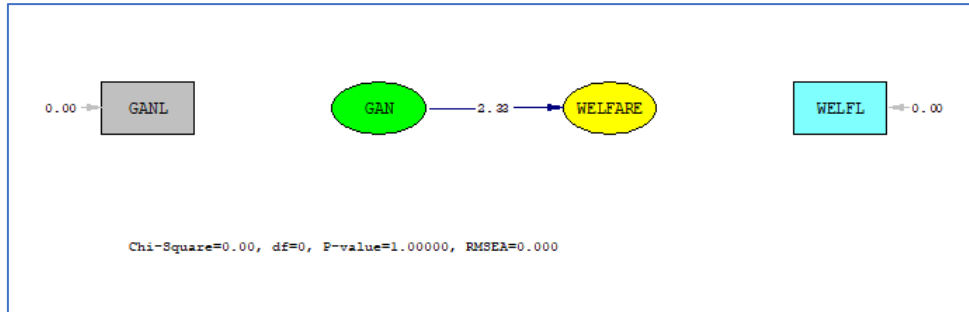 0.00 GANL GAN 2.33 WELFARE WELFL 0.00
Chi-Square=0.00, df=0, P-value=1.00000, RMSEA=0.000